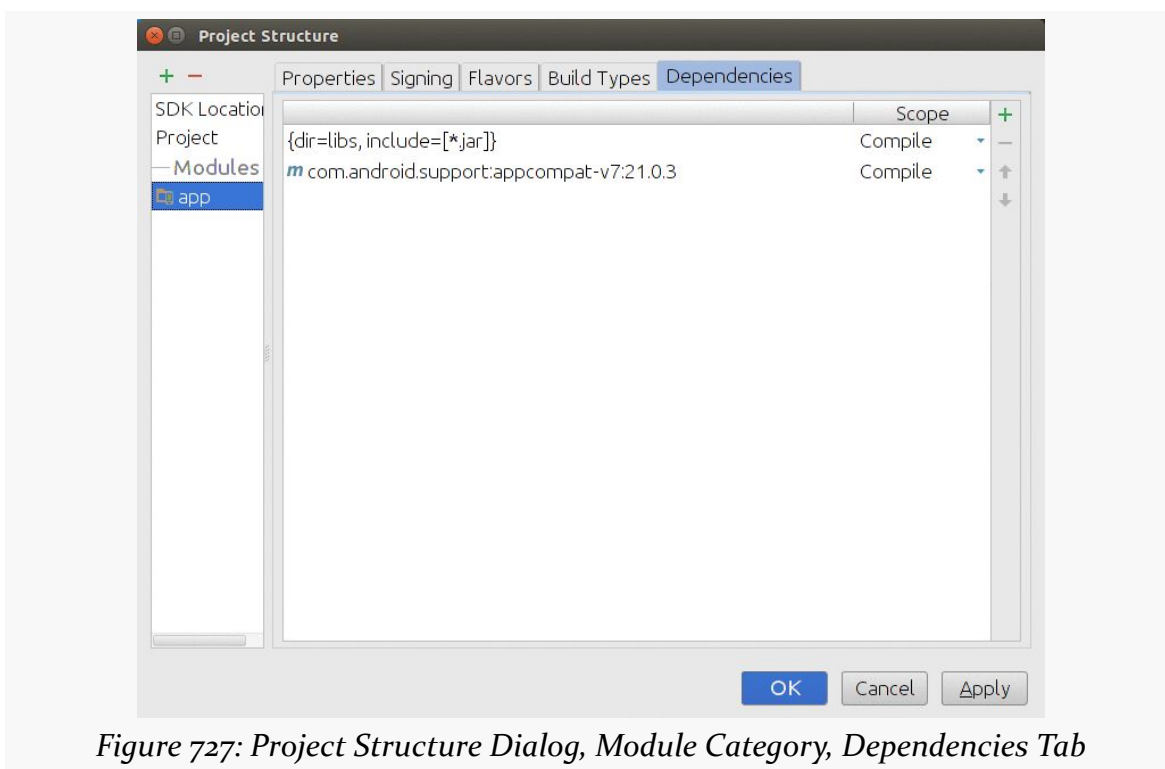 Project Structure
Properties Signing Flavors Build Types Dependencies
SDK Location
Project
Modules
app
Scope
{dir=libs, include=[*.jar]} Compile
m com.android.support:appcompat-v7:21.0.3 Compile
OK Cancel Apply
Figure 727: Project Structure Dialog, Module Category, Dependencies Tab